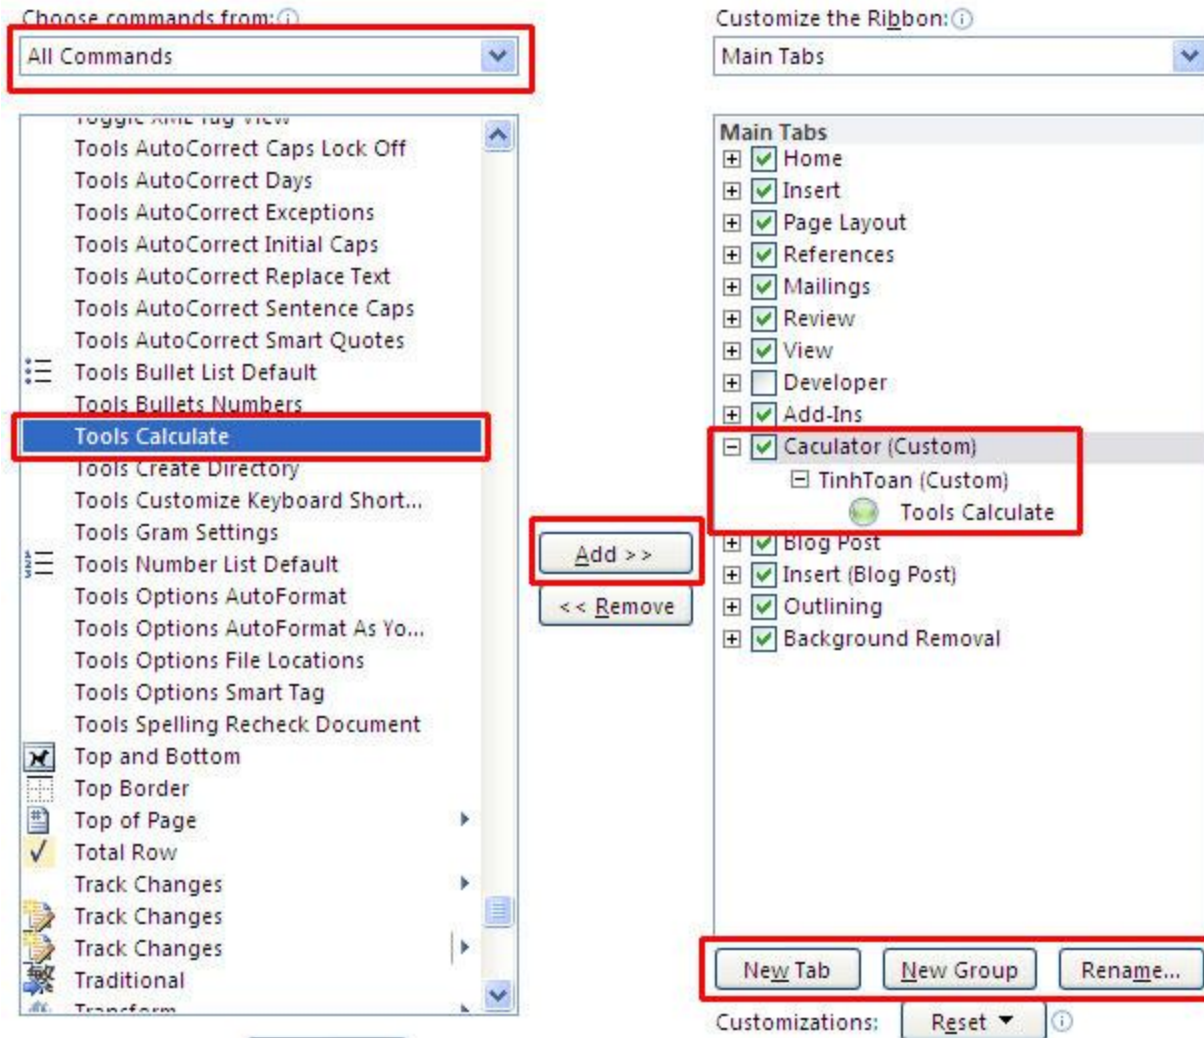 Choose commands from:
All Commands
Toggle XML Tag View
Tools AutoCorrect Caps Lock Off
Tools AutoCorrect Days
Tools AutoCorrect Exceptions
Tools AutoCorrect Initial Caps
Tools AutoCorrect Replace Text
Tools AutoCorrect Sentence Caps
Tools AutoCorrect Smart Quotes
Tools Bullet List Default
Tools Bullets Numbers
Tools Calculate
Tools Create Directory
Tools Customize Keyboard Short...
Tools Gram Settings
Tools Number List Default
Tools Options AutoFormat
Tools Options AutoFormat As Yo...
Tools Options File Locations
Tools Options Smart Tag
Tools Spelling Recheck Document
Top and Bottom
Top Border
Top of Page
Total Row
Track Changes
Track Changes
Track Changes
Traditional
Transform
Add >>
<< Remove
Customize the Ribbon:
Main Tabs
Main Tabs
Home
Insert
Page Layout
References
Mailings
Review
View
Developer
Add-Ins
Caculator (Custom)
TinhToan (Custom)
Tools Calculate
Blog Post
Insert (Blog Post)
Outlining
Background Removal
New Tab
New Group
Rename...
Customizations:
Reset